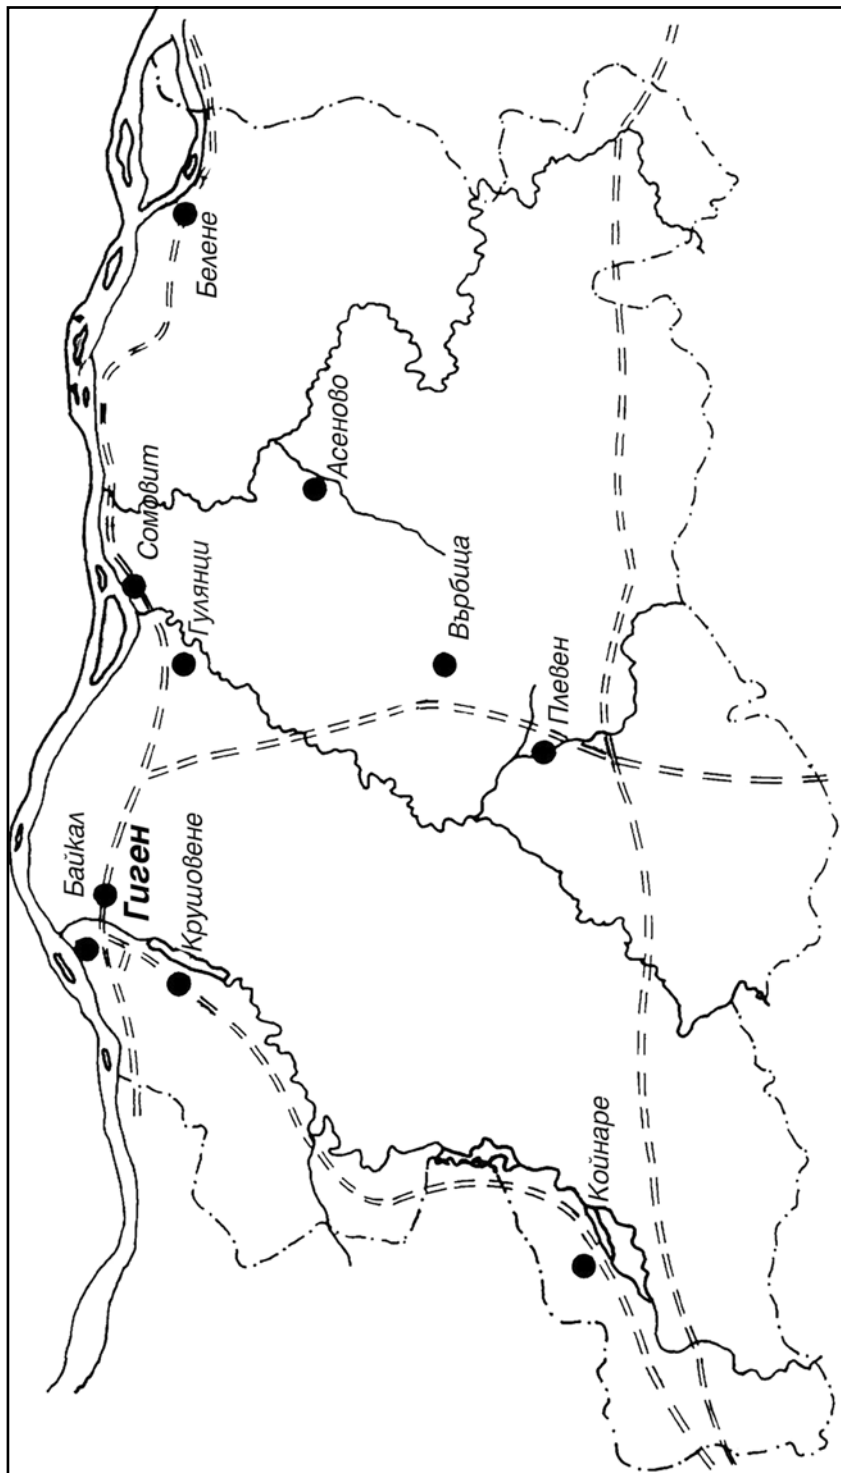 Белене
Сомовит
Асеново
Гулянци
Върбица
Плевен
Байкал
Гиген
Крушовене
Койнаре